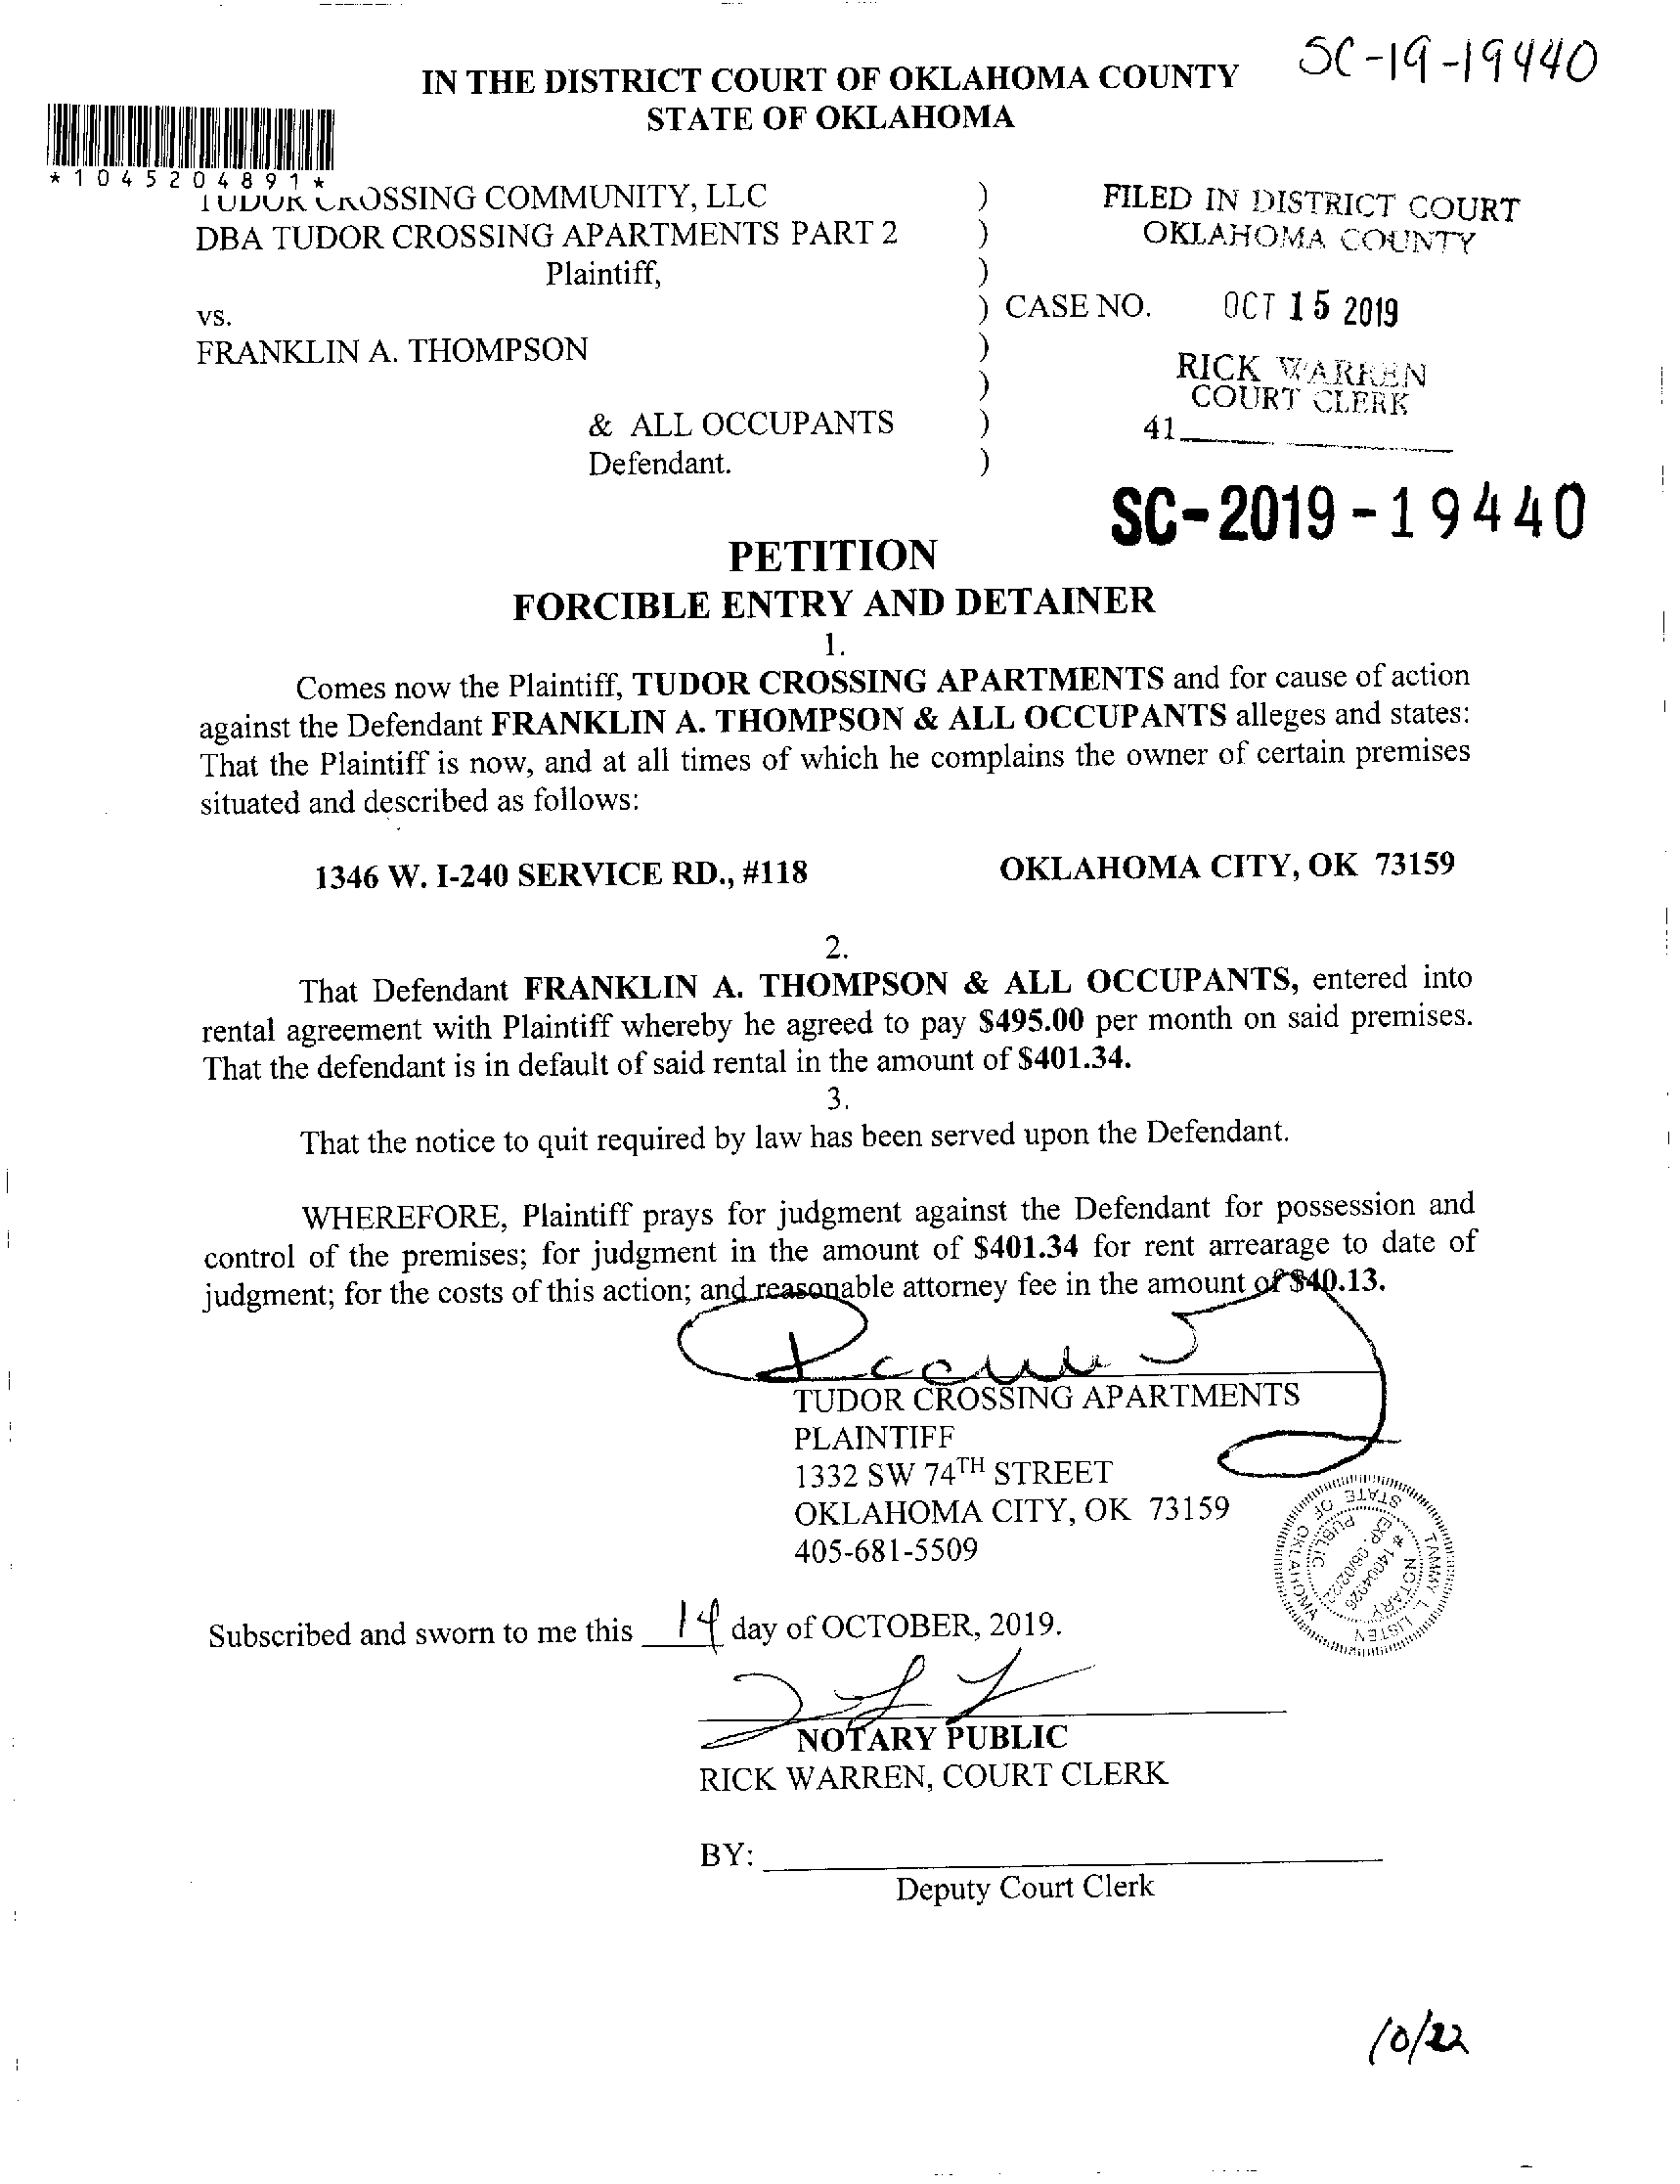 SC-19-19440
IN THE DISTRICT COURT OF OKLAHOMA COUNTY
STATE OF OKLAHOMA
*1045204891*
TUDOR CROSSING COMMUNITY, LLC )
DBA TUDOR CROSSING APARTMENTS PART 2 )
Plaintiff, )
vs. ) CASE NO.
FRANKLIN A. THOMPSON )
)
& ALL OCCUPANTS )
Defendant. )
FILED IN DISTRICT COURT
OKLAHOMA COUNTY
OCT 15 2019
RICK WARREN
COURT CLERK
41
SC-2019-19440
PETITION
FORCIBLE ENTRY AND DETAINER
1.
Comes now the Plaintiff, TUDOR CROSSING APARTMENTS and for cause of action
against the Defendant FRANKLIN A. THOMPSON & ALL OCCUPANTS alleges and states:
That the Plaintiff is now, and at all times of which he complains the owner of certain premises
situated and described as follows:
1346 W. I-240 SERVICE RD., #118 OKLAHOMA CITY, OK 73159
2.
That Defendant FRANKLIN A. THOMPSON & ALL OCCUPANTS, entered into
rental agreement with Plaintiff whereby he agreed to pay $495.00 per month on said premises.
That the defendant is in default of said rental in the amount of $401.34.
3.
That the notice to quit required by law has been served upon the Defendant.
WHEREFORE, Plaintiff prays for judgment against the Defendant for possession and
control of the premises; for judgment in the amount of $401.34 for rent arrearage to date of
judgment; for the costs of this action; and reasonable attorney fee in the amount of $40.13.
TUDOR CROSSING APARTMENTS
PLAINTIFF
1332 SW 74TH STREET
OKLAHOMA CITY, OK 73159
405-681-5509
TAMMY L. LISTEN
STATE OF OKLAHOMA
NOTARY PUBLIC
# 14004026
EXP. 05/02/22
Subscribed and sworn to me this 14 day of OCTOBER, 2019.
NOTARY PUBLIC
RICK WARREN, COURT CLERK
BY:
Deputy Court Clerk
10/22